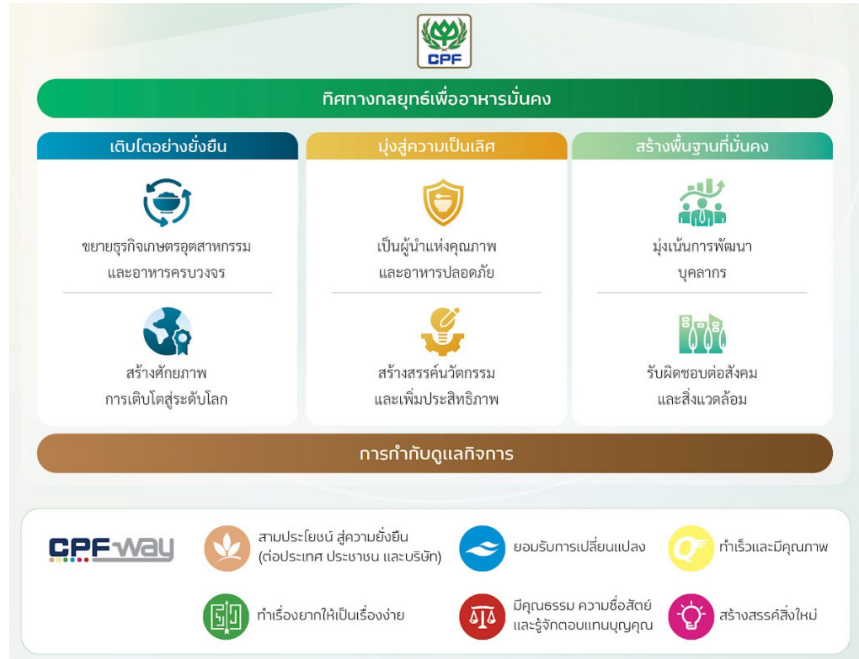 CPF
ทิศทางกลยุทธ์เพื่ออาหารมั่นคง
เติบโตอย่างยั่งยืน
ขยายธุรกิจเกษตรอุตสาหกรรม
และอาหารครบวงจร
สร้างศักยภาพ
การเติบโตสู่ระดับโลก
มุ่งสู่ความเป็นเลิศ
เป็นผู้นำแห่งคุณภาพ
และอาหารปลอดภัย
สร้างสรรค์นวัตกรรม
และเพิ่มประสิทธิภาพ
สร้างพื้นฐานที่มั่นคง
มุ่งเน้นการพัฒนา
บุคลากร
รับผิดชอบต่อสังคม
และสิ่งแวดล้อม
การกำกับดูแลกิจการ
CPF-Way
สามประโยชน์ สู่ความยั่งยืน
(ต่อประเทศ ประชาชน และบริษัท)
ยอมรับการเปลี่ยนแปลง
ทำเร็วและมีคุณภาพ
ทำเรื่องยากให้เป็นเรื่องง่าย
มีคุณธรรม ความซื่อสัตย์
และรู้จักตอบแทนบุญคุณ
สร้างสรรค์สิ่งใหม่